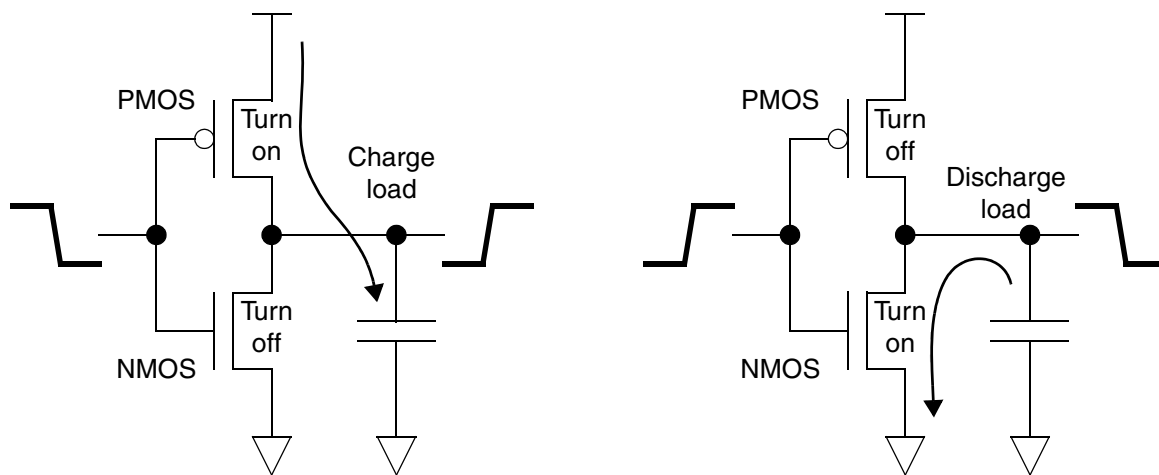 PMOS
Turn
on
Charge
load
Turn
off
NMOS
PMOS
Turn
off
Discharge
load
Turn
on
NMOS